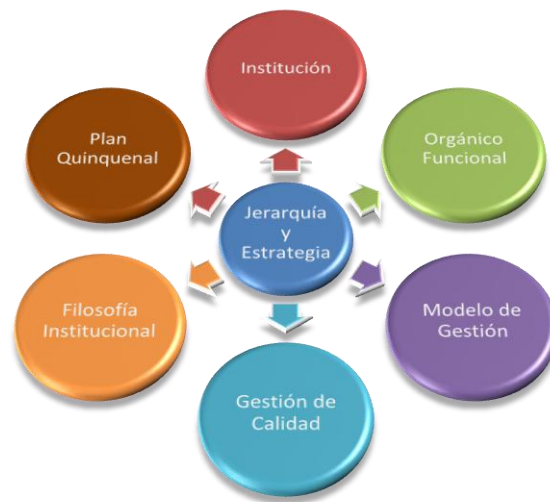 Institución
Plan
Quinquenal
Orgánico
Funcional
Jerarquía
y
Estrategia
Filosofía
Institucional
Modelo de
Gestión
Gestión de
Calidad